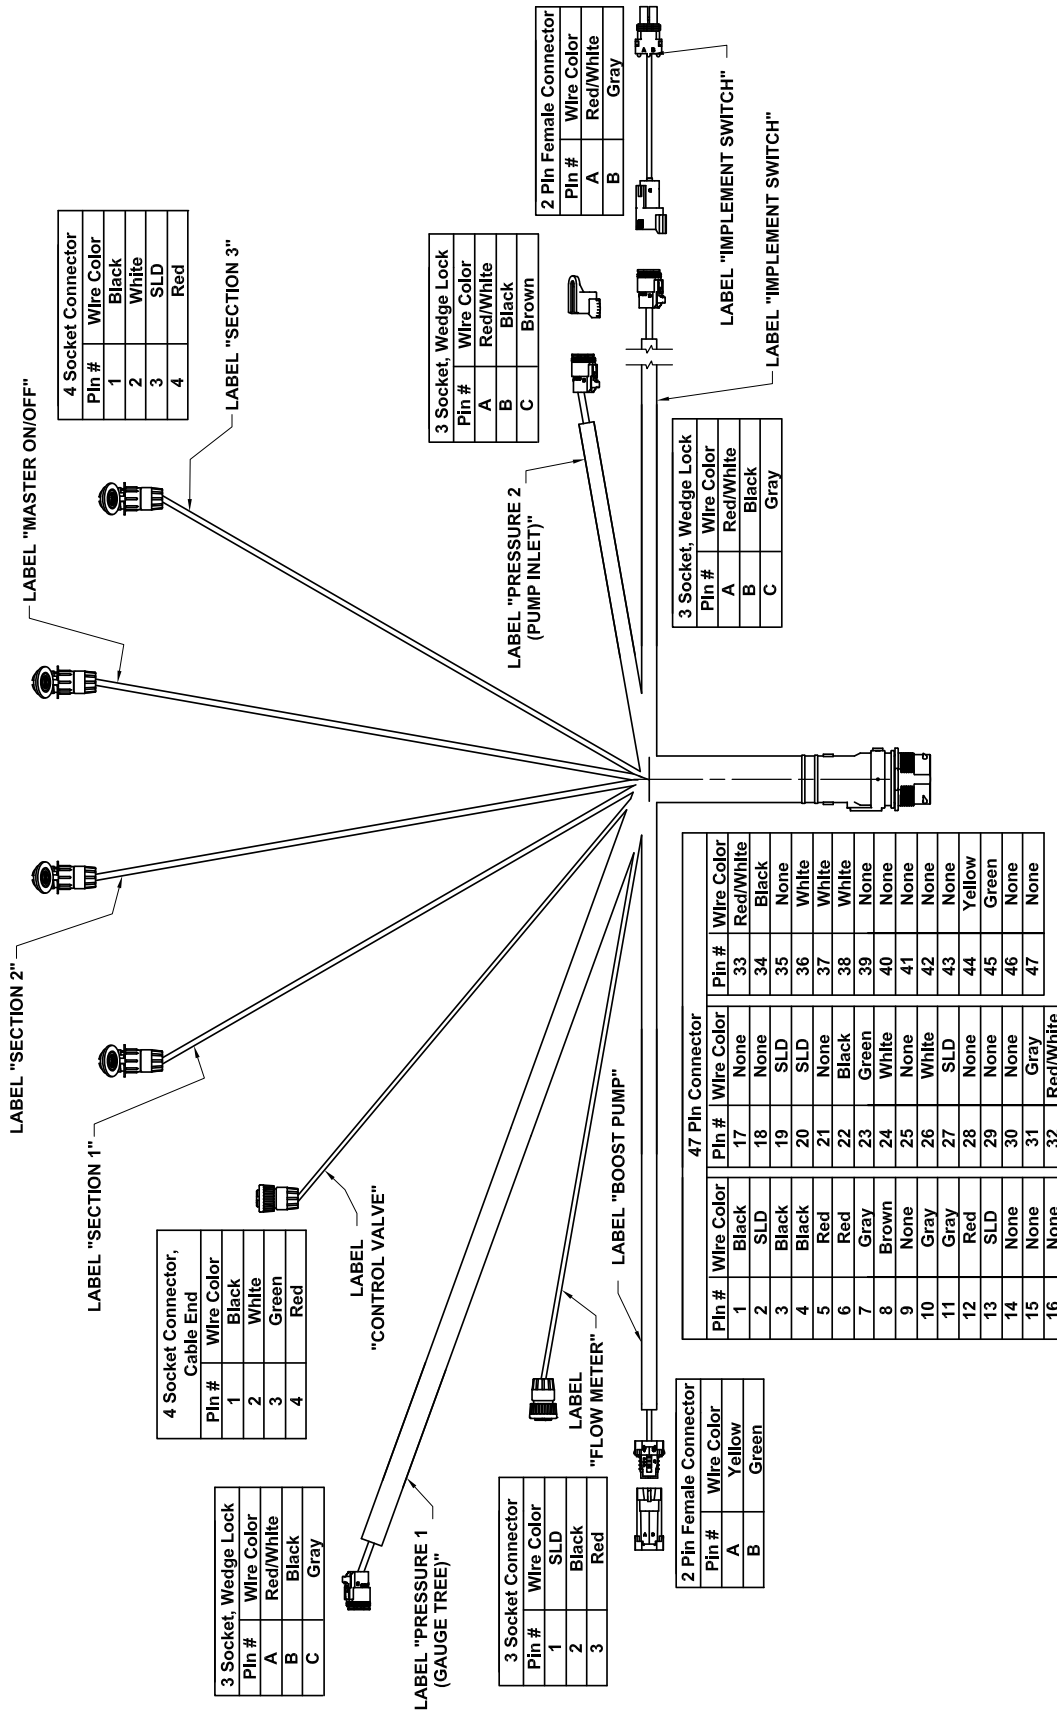 LABEL "SECTION 2"
LABEL "MASTER ON/OFF"
LABEL "SECTION 1"
LABEL "SECTION 3"
4 Socket Connector
Pin # Wire Color
1 Black
2 White
3 SLD
4 Red
4 Socket Connector,
Cable End
Pin # Wire Color
1 Black
2 White
3 Green
4 Red
LABEL
"CONTROL VALVE"
3 Socket, Wedge Lock
Pin # Wire Color
A Red/White
B Black
C Gray
LABEL "PRESSURE 1
(GAUGE TREE)"
3 Socket, Wedge Lock
Pin # Wire Color
A Red/White
B Black
C Brown
LABEL "PRESSURE 2
(PUMP INLET)"
2 Pin Female Connector
Pin # Wire Color
A Red/White
B Gray
A B
LABEL "IMPLEMENT SWITCH"
LABEL "IMPLEMENT SWITCH"
3 Socket, Wedge Lock
Pin # Wire Color
A Red/White
B Black
C Gray
3 Socket Connector
Pin # Wire Color
1 SLD
2 Black
3 Red
LABEL
"FLOW METER"
LABEL "BOOST PUMP"
2 Pin Female Connector
Pin # Wire Color
A Yellow
B Green
47 Pin Connector
Pin # Wire Color Pin # Wire Color Pin # Wire Color
1 Black 17 None 33 Red/White
2 SLD 18 None 34 Black
3 Black 19 SLD 35 None
4 Black 20 SLD 36 White
5 Red 21 None 37 White
6 Red 22 Black 38 White
7 Gray 23 Green 39 None
8 Brown 24 White 40 None
9 None 25 None 41 None
10 Gray 26 White 42 None
11 Gray 27 SLD 43 None
12 Red 28 None 44 Yellow
13 SLD 29 None 45 Green
14 None 30 None 46 None
15 None 31 Gray 47 None
16 None 32 Red/White